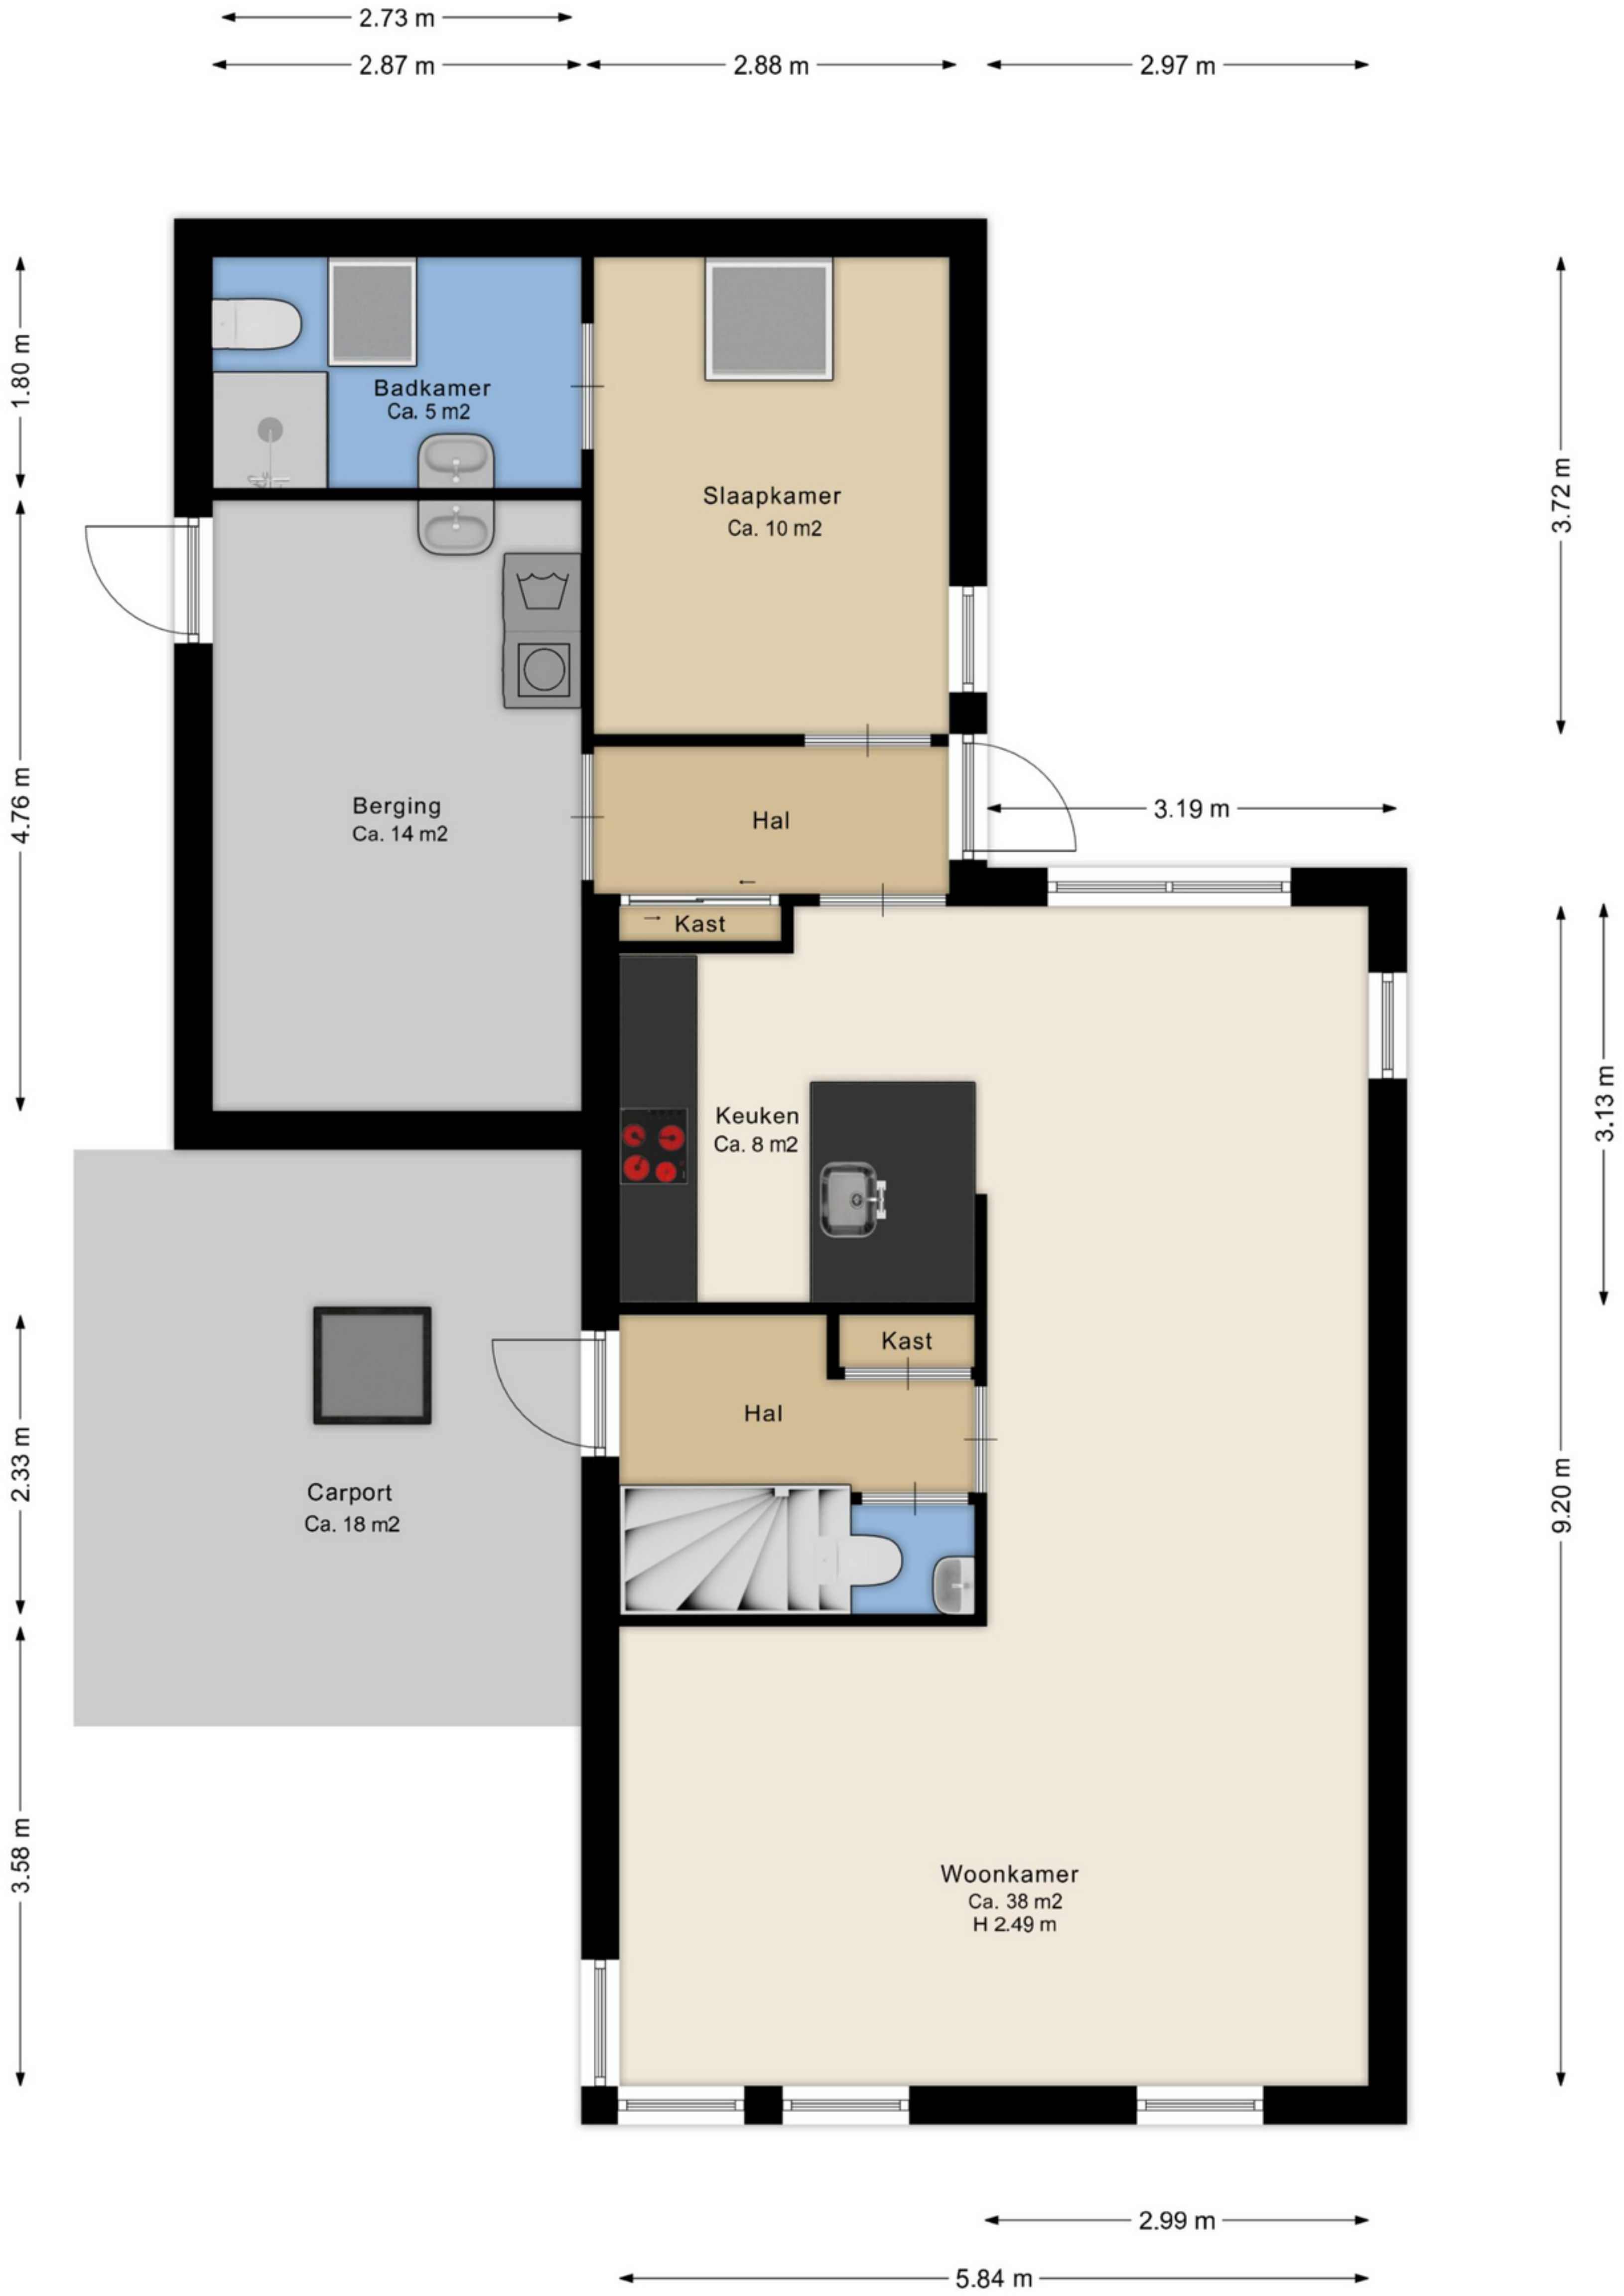 2.73 m
2.87 m
2.88 m
2.97 m
1.80 m
Badkamer
Ca. 5 m2
Slaapkamer
Ca. 10 m2
3.72 m
4.76 m
Berging
Ca. 14 m2
Hal
3.19 m
Kast
Keuken
Ca. 8 m2
3.13 m
Kast
Hal
2.33 m
Carport
Ca. 18 m2
9.20 m
3.58 m
Woonkamer
Ca. 38 m2
H 2.49 m
2.99 m
5.84 m